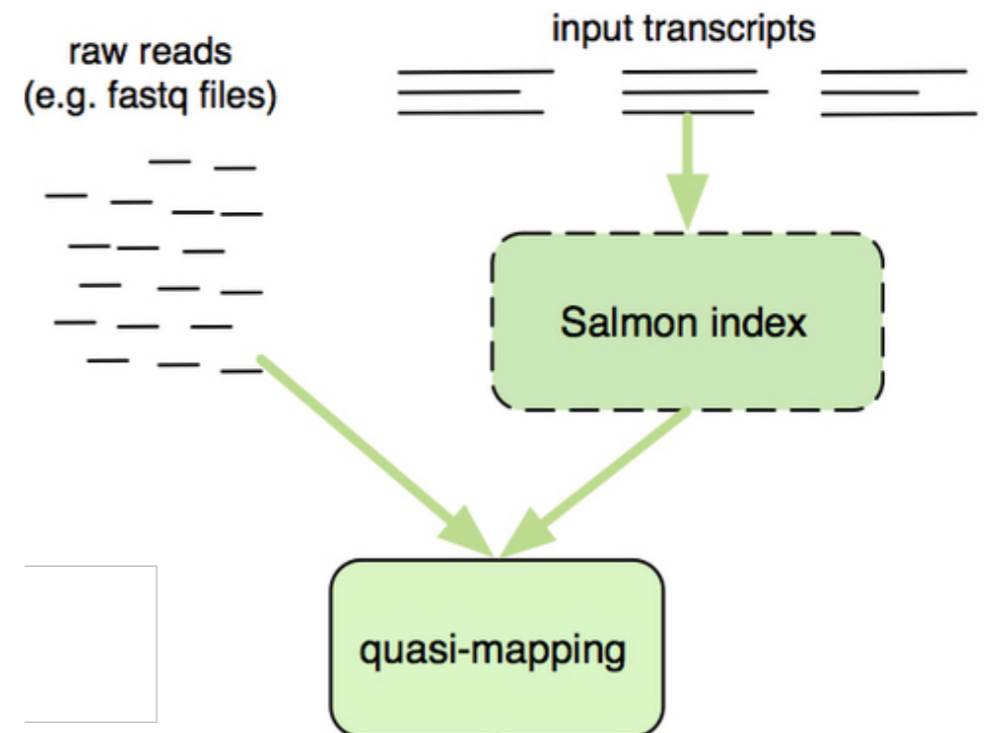 raw reads
(e.g. fastq files)
input transcripts
Salmon index
quasi-mapping